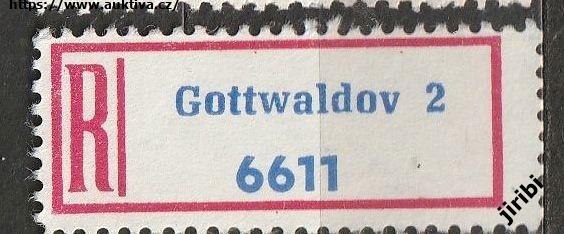 https://www.auktiva.cz/
R
Gottwaldov 2
6611
jiribi